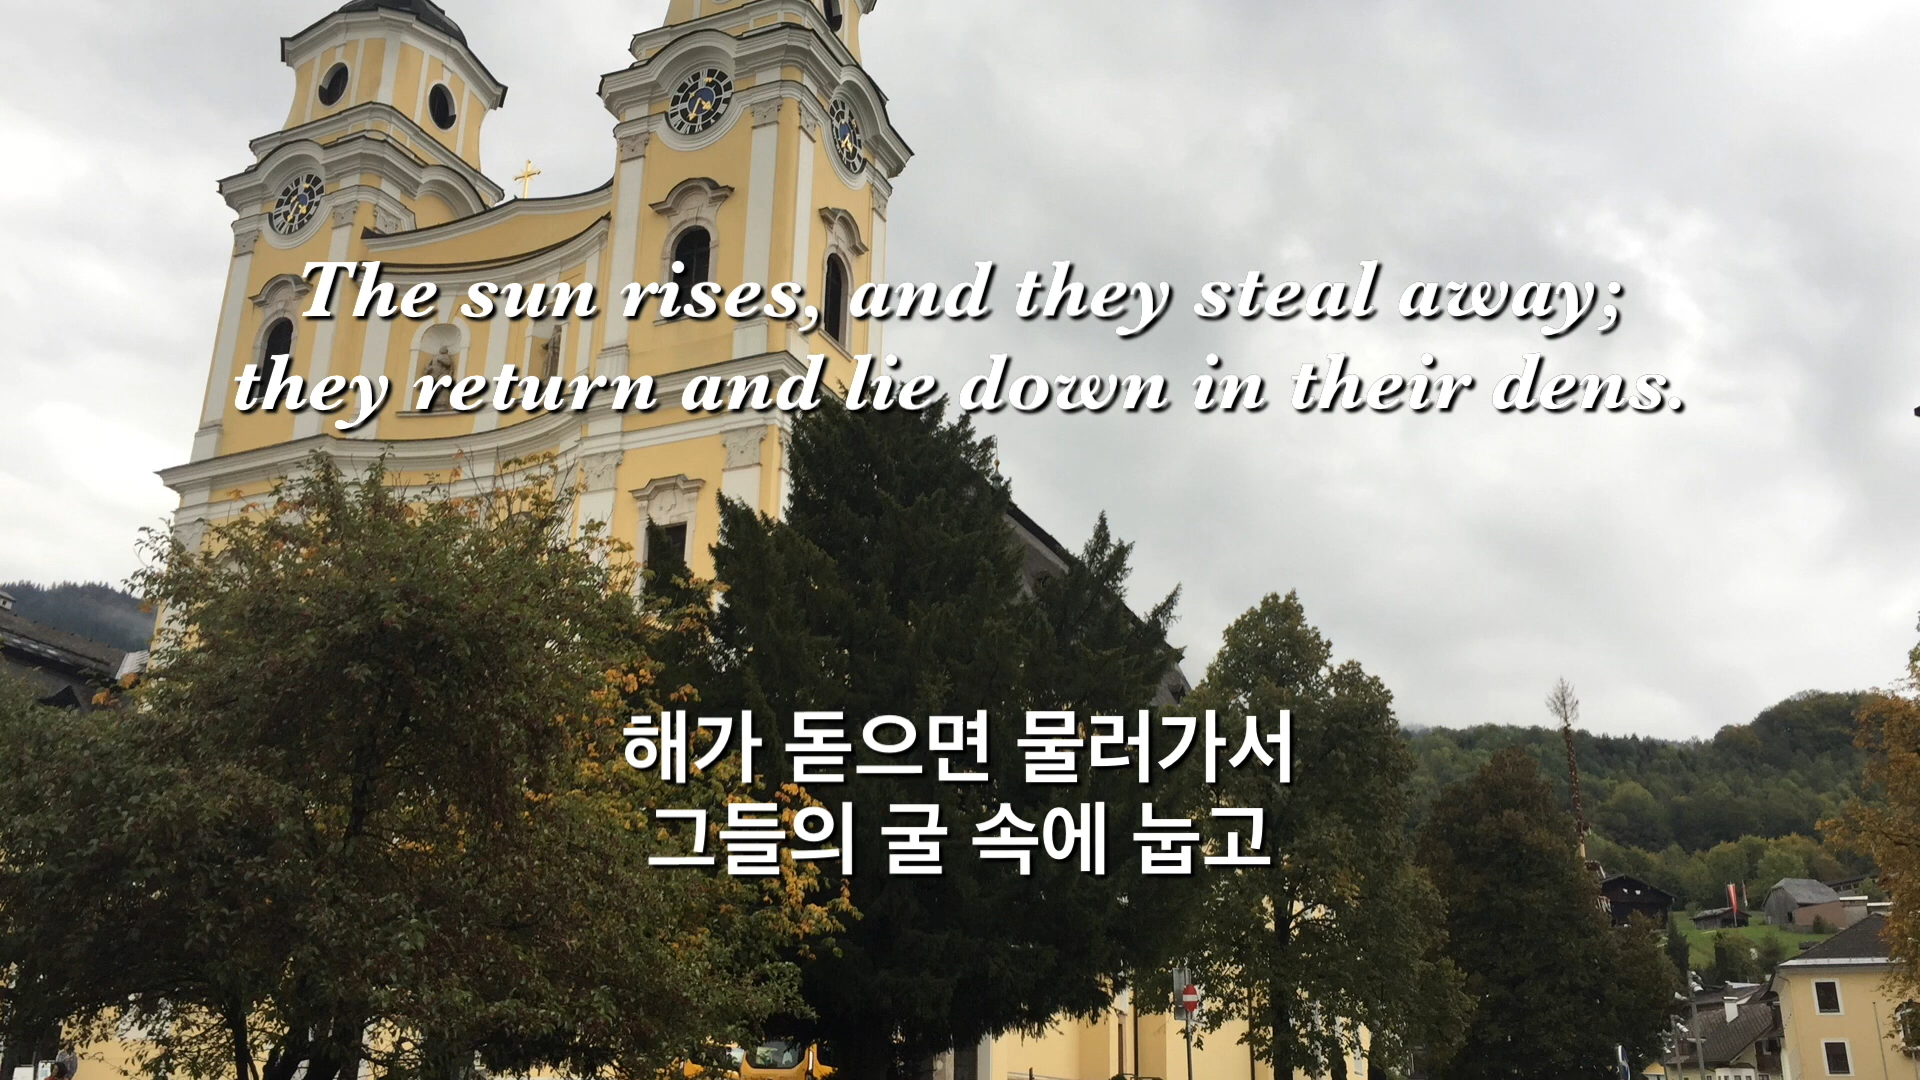 The sun rises, and they steal away;
they return and lie down in their dens.
해가 돋으면 물러가서
그들의 굴 속에 눕고